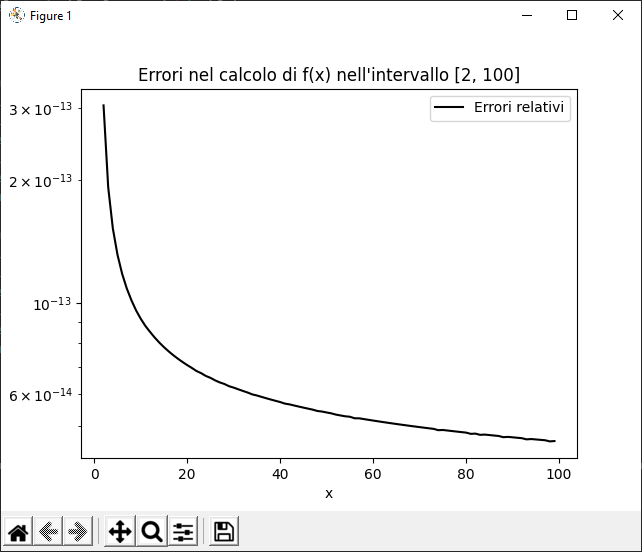 Figure 1
Errori nel calcolo di f(x) nell'intervallo [2, 100]
Errori relativi
3 × 10⁻¹³
2 × 10⁻¹³
10⁻¹³
6 × 10⁻¹⁴
0 20 40 60 80 100
x